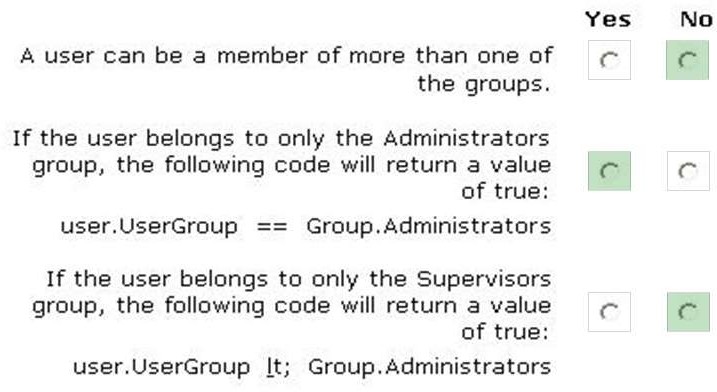 Yes No
A user can be a member of more than one of
the groups.
If the user belongs to only the Administrators
group, the following code will return a value
of true:
user.UserGroup == Group.Administrators
If the user belongs to only the Supervisors
group, the following code will return a value
of true:
user.UserGroup lt; Group.Administrators